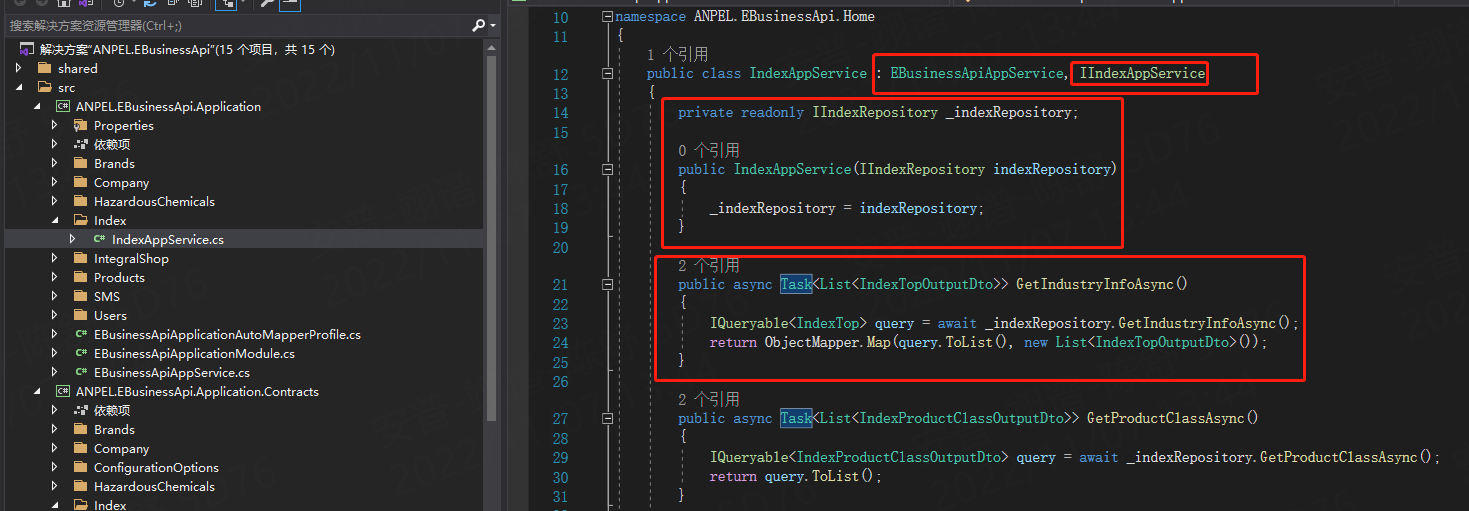 搜索解决方案资源管理器(Ctrl+;)
解决方案"ANPEL.EBusinessApi"(15 个项目，共 15 个)
shared
src
ANPEL.EBusinessApi.Application
Properties
依赖项
Brands
Company
HazardousChemicals
Index
IndexAppService.cs
IntegralShop
Products
SMS
Users
EBusinessApiApplicationAutoMapperProfile.cs
EBusinessApiApplicationModule.cs
EBusinessApiAppService.cs
ANPEL.EBusinessApi.Application.Contracts
依赖项
Brands
Company
ConfigurationOptions
HazardousChemicals
Index
10 namespace ANPEL.EBusinessApi.Home
11 {
1 个引用
12 public class IndexAppService : EBusinessApiAppService, IIndexAppService
13 {
14 private readonly IIndexRepository _indexRepository;
15
0 个引用
16 public IndexAppService(IIndexRepository indexRepository)
17 {
18 _indexRepository = indexRepository;
19 }
20
2 个引用
21 public async Task<List<IndexTopOutputDto>> GetIndustryInfoAsync()
22 {
23 IQueryable<IndexTop> query = await _indexRepository.GetIndustryInfoAsync();
24 return ObjectMapper.Map(query.ToList(), new List<IndexTopOutputDto>());
25 }
26
2 个引用
27 public async Task<List<IndexProductClassOutputDto>> GetProductClassAsync()
28 {
29 IQueryable<IndexProductClassOutputDto> query = await _indexRepository.GetProductClassAsync();
30 return query.ToList();
31 }